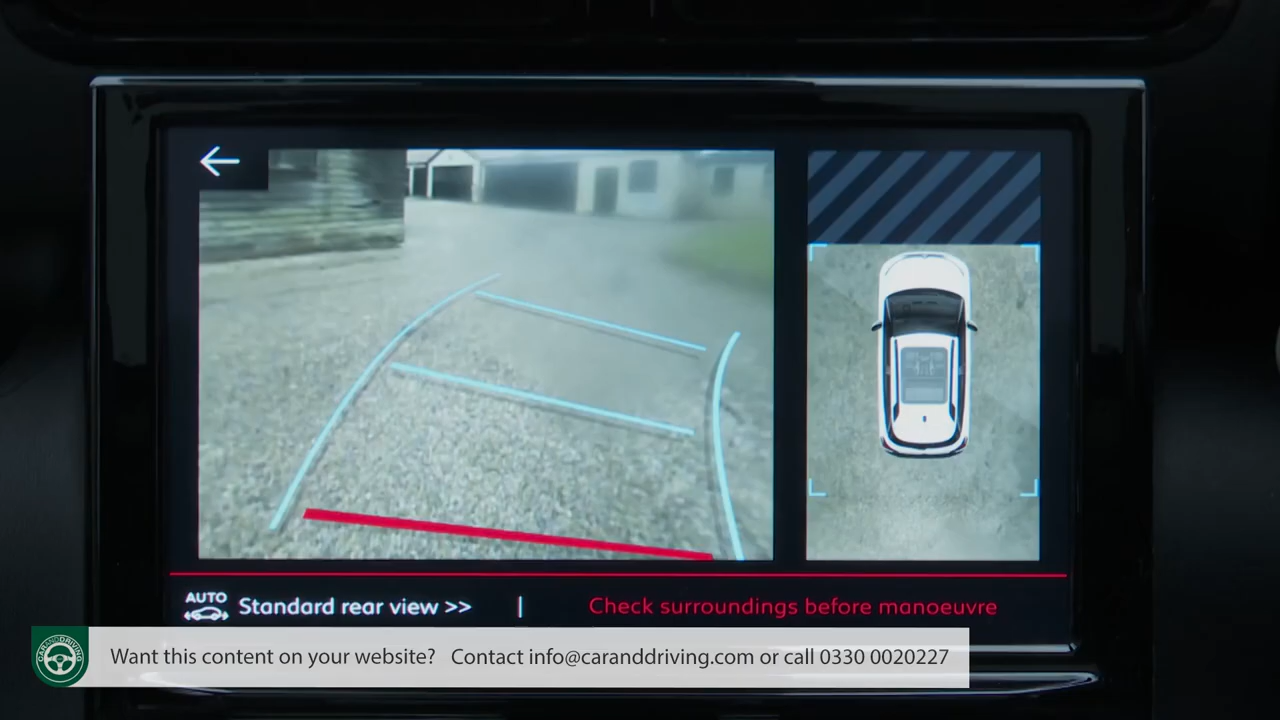 AUTO
Standard rear view >> | Check surroundings before manoeuvre
CARANDDRIVING
Want this content on your website? Contact info@caranddriving.com or call 0330 0020227